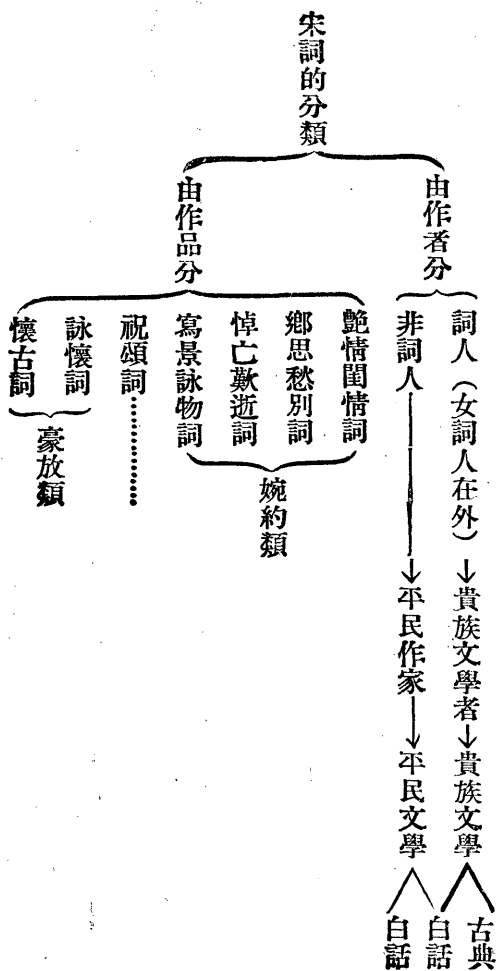 宋詞的分類
由作者分
詞人（女詞人在外）→貴族文學者→貴族文學
古典
白話
非詞人——→平民作家—→平民文學
白話
由作品分
艷情閨情詞
鄉思愁別詞
悼亡歎逝詞
寫景詠物詞
婉約類
祝頌詞…………
詠懷詞
懷古詞
豪放類